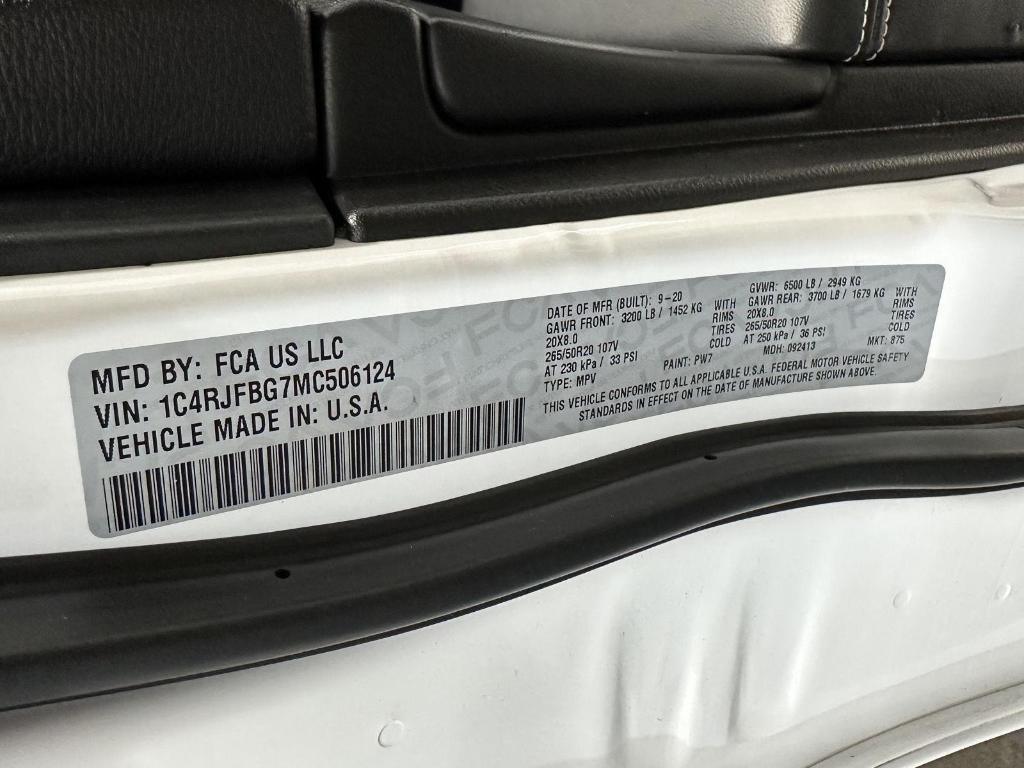 MFD BY: FCA US LLC
VIN: 1C4RJFBG7MC506124
VEHICLE MADE IN: U.S.A.
DATE OF MFR (BUILT): 9-20
GAWR FRONT: 3200 LB / 1452 KG WITH
20X8.0 RIMS
265/50R20 107V TIRES
AT 230 kPa / 33 PSI COLD
TYPE: MPV PAINT: PW7
GVWR: 6500 LB / 2949 KG
GAWR REAR: 3700 LB / 1679 KG WITH
20X8.0 RIMS
265/50R20 107V TIRES
AT 250 kPa / 36 PSI COLD
MDH: 092413 MKT: 875
THIS VEHICLE CONFORMS TO ALL APPLICABLE U.S.A. FEDERAL MOTOR VEHICLE SAFETY
STANDARDS IN EFFECT ON THE DATE OF MANUFACTURE SHOWN ABOVE.